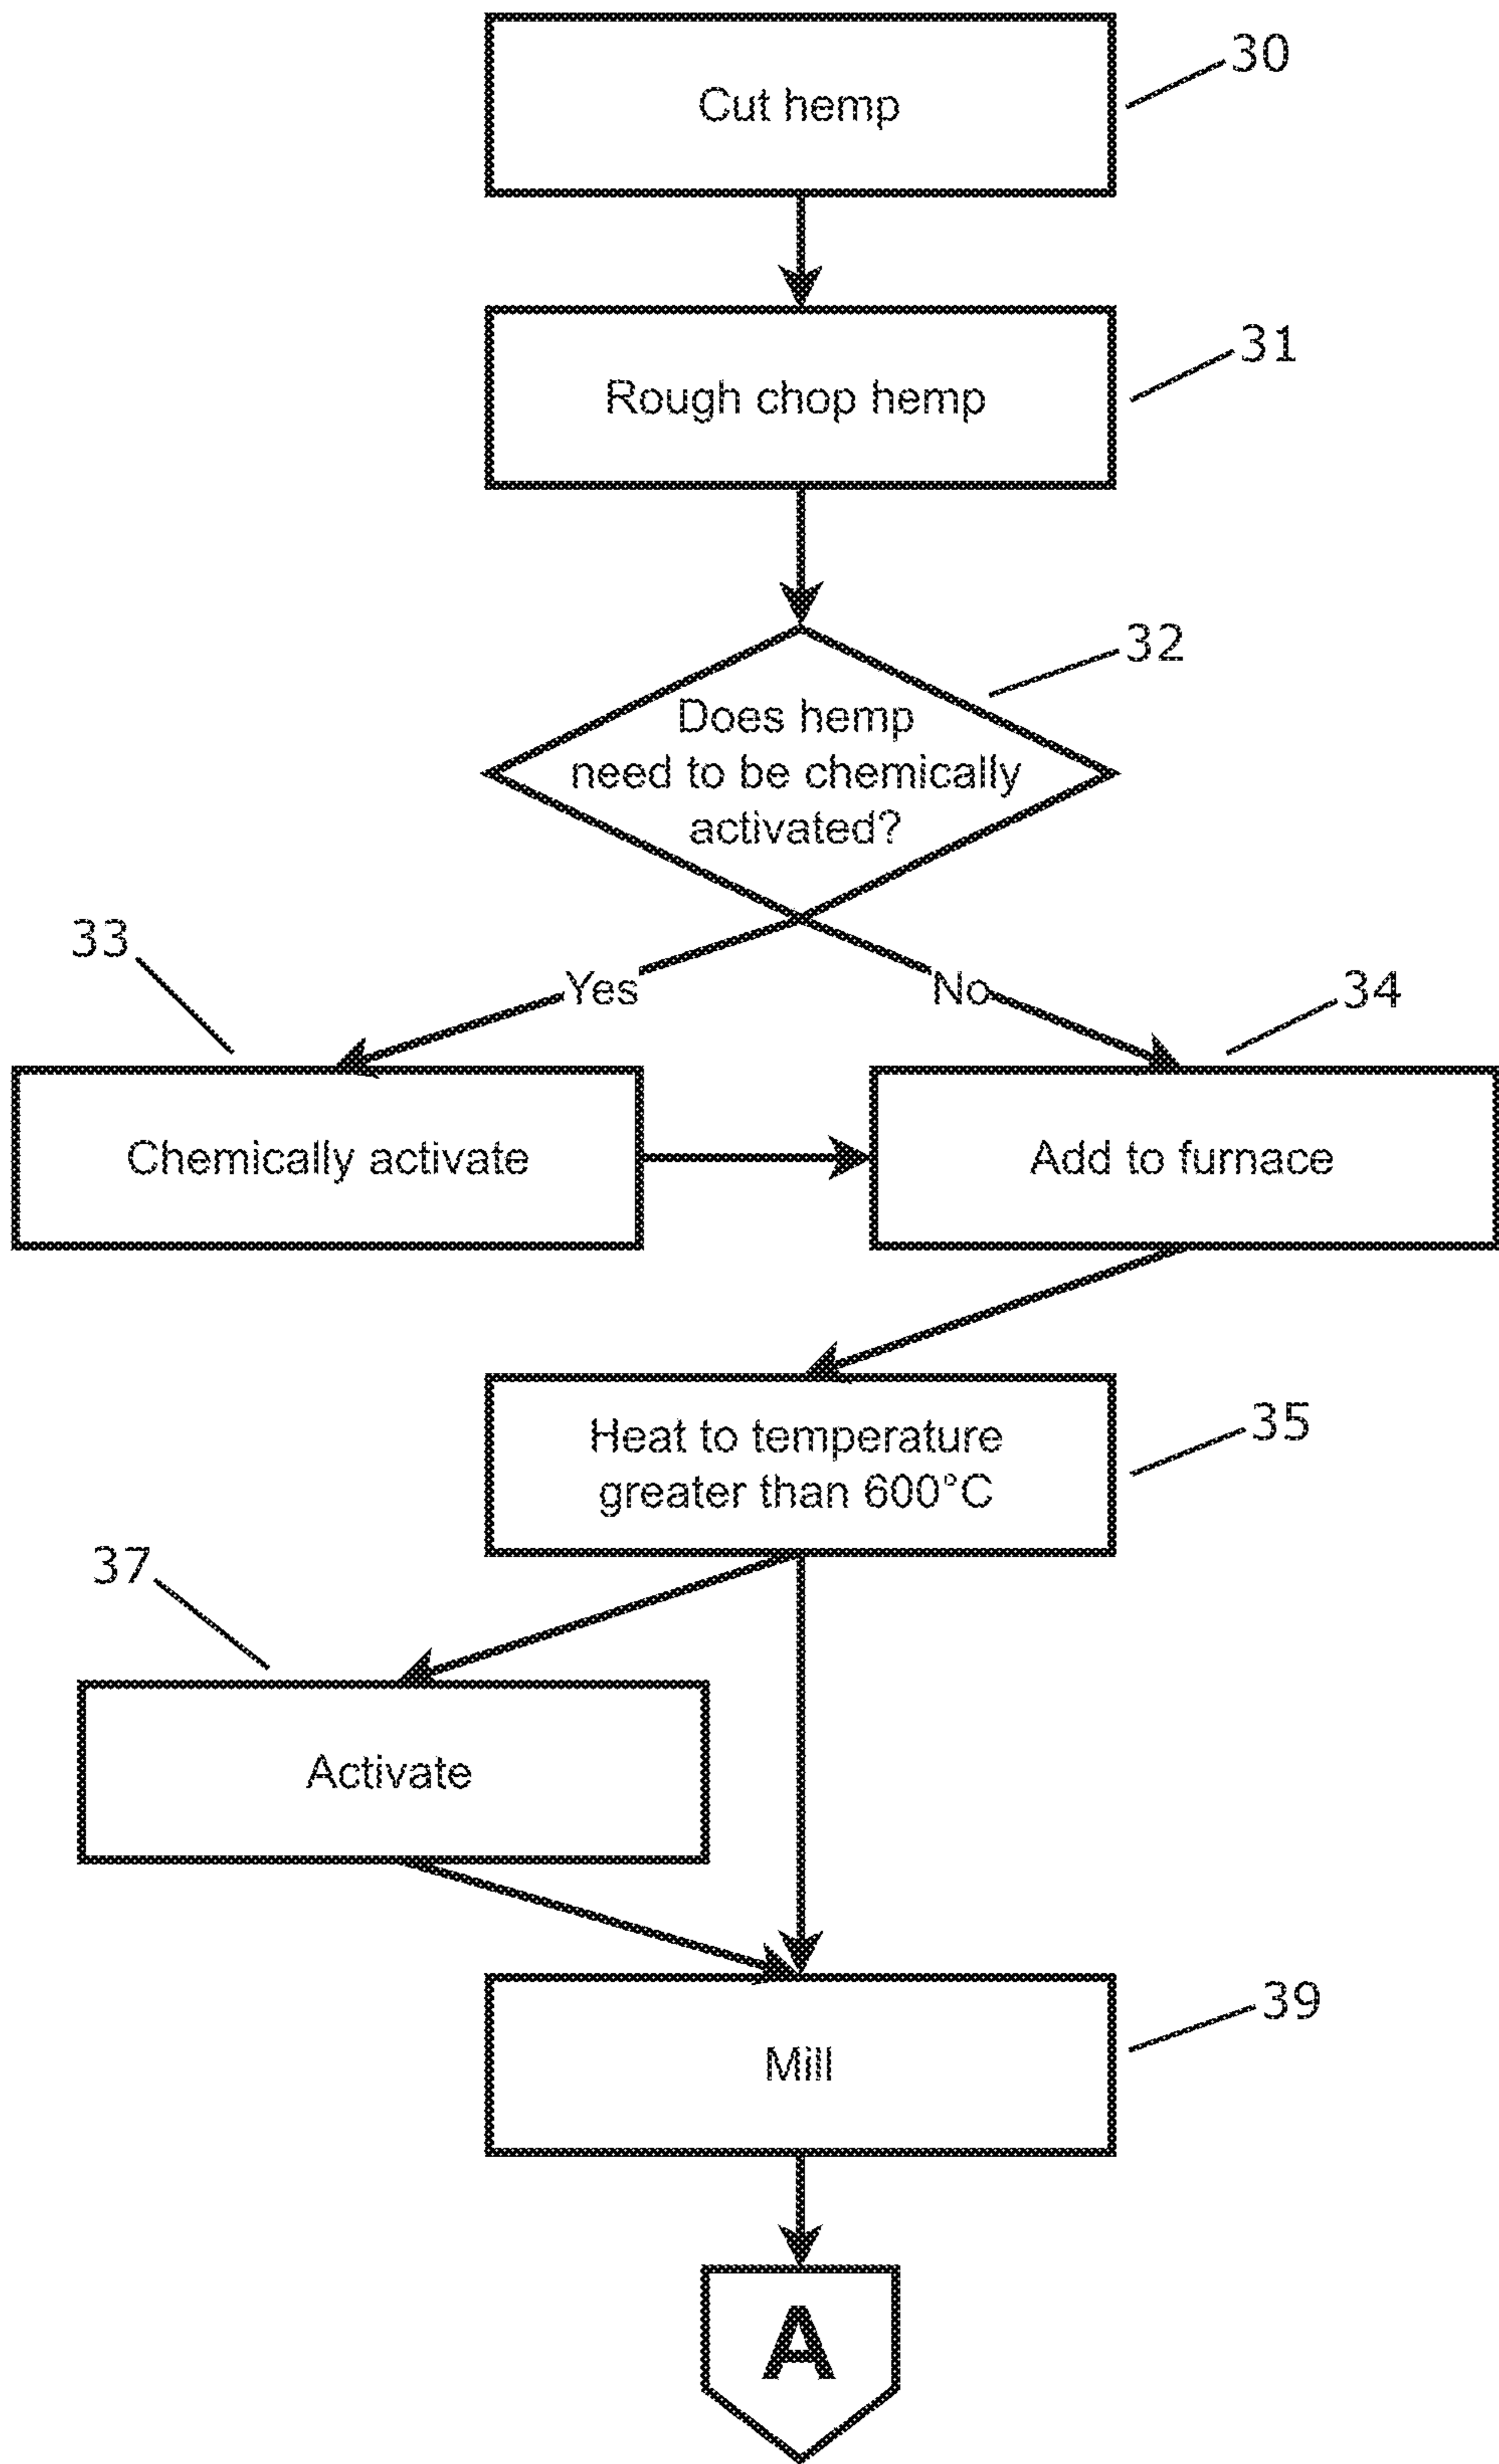 Cut hemp
30
Rough chop hemp
31
32
Does hemp
need to be chemically
activated?
33
Yes
No
34
Chemically activate
Add to furnace
Heat to temperature
greater than 600°C
35
37
Activate
Mill
39
A